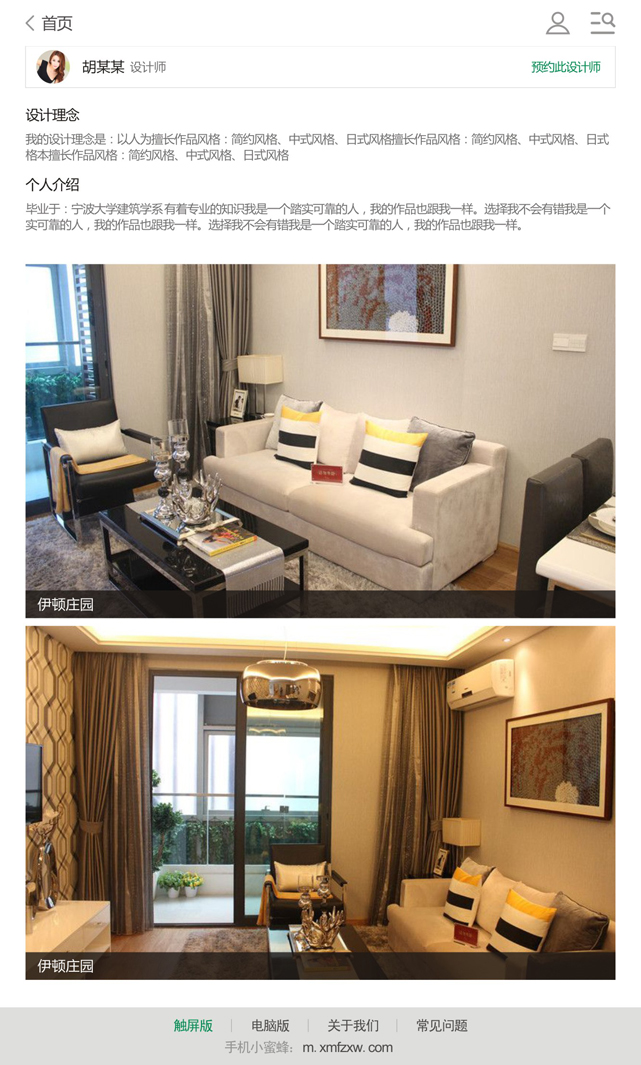 首页
胡某某 设计师 预约此设计师
设计理念
我的设计理念是：以人为擅长作品风格：简约风格、中式风格、日式风格擅长作品风格：简约风格、中式风格、日式
格本擅长作品风格：简约风格、中式风格、日式风格
个人介绍
毕业于：宁波大学建筑学系 有着专业的知识我是一个踏实可靠的人，我的作品也跟我一样。选择我不会有错我是一个
实可靠的人，我的作品也跟我一样。选择我不会有错我是一个踏实可靠的人，我的作品也跟我一样。
伊顿庄园
伊顿庄园
触屏版 电脑版 关于我们 常见问题
手机小蜜蜂：m. xmfzxw. com